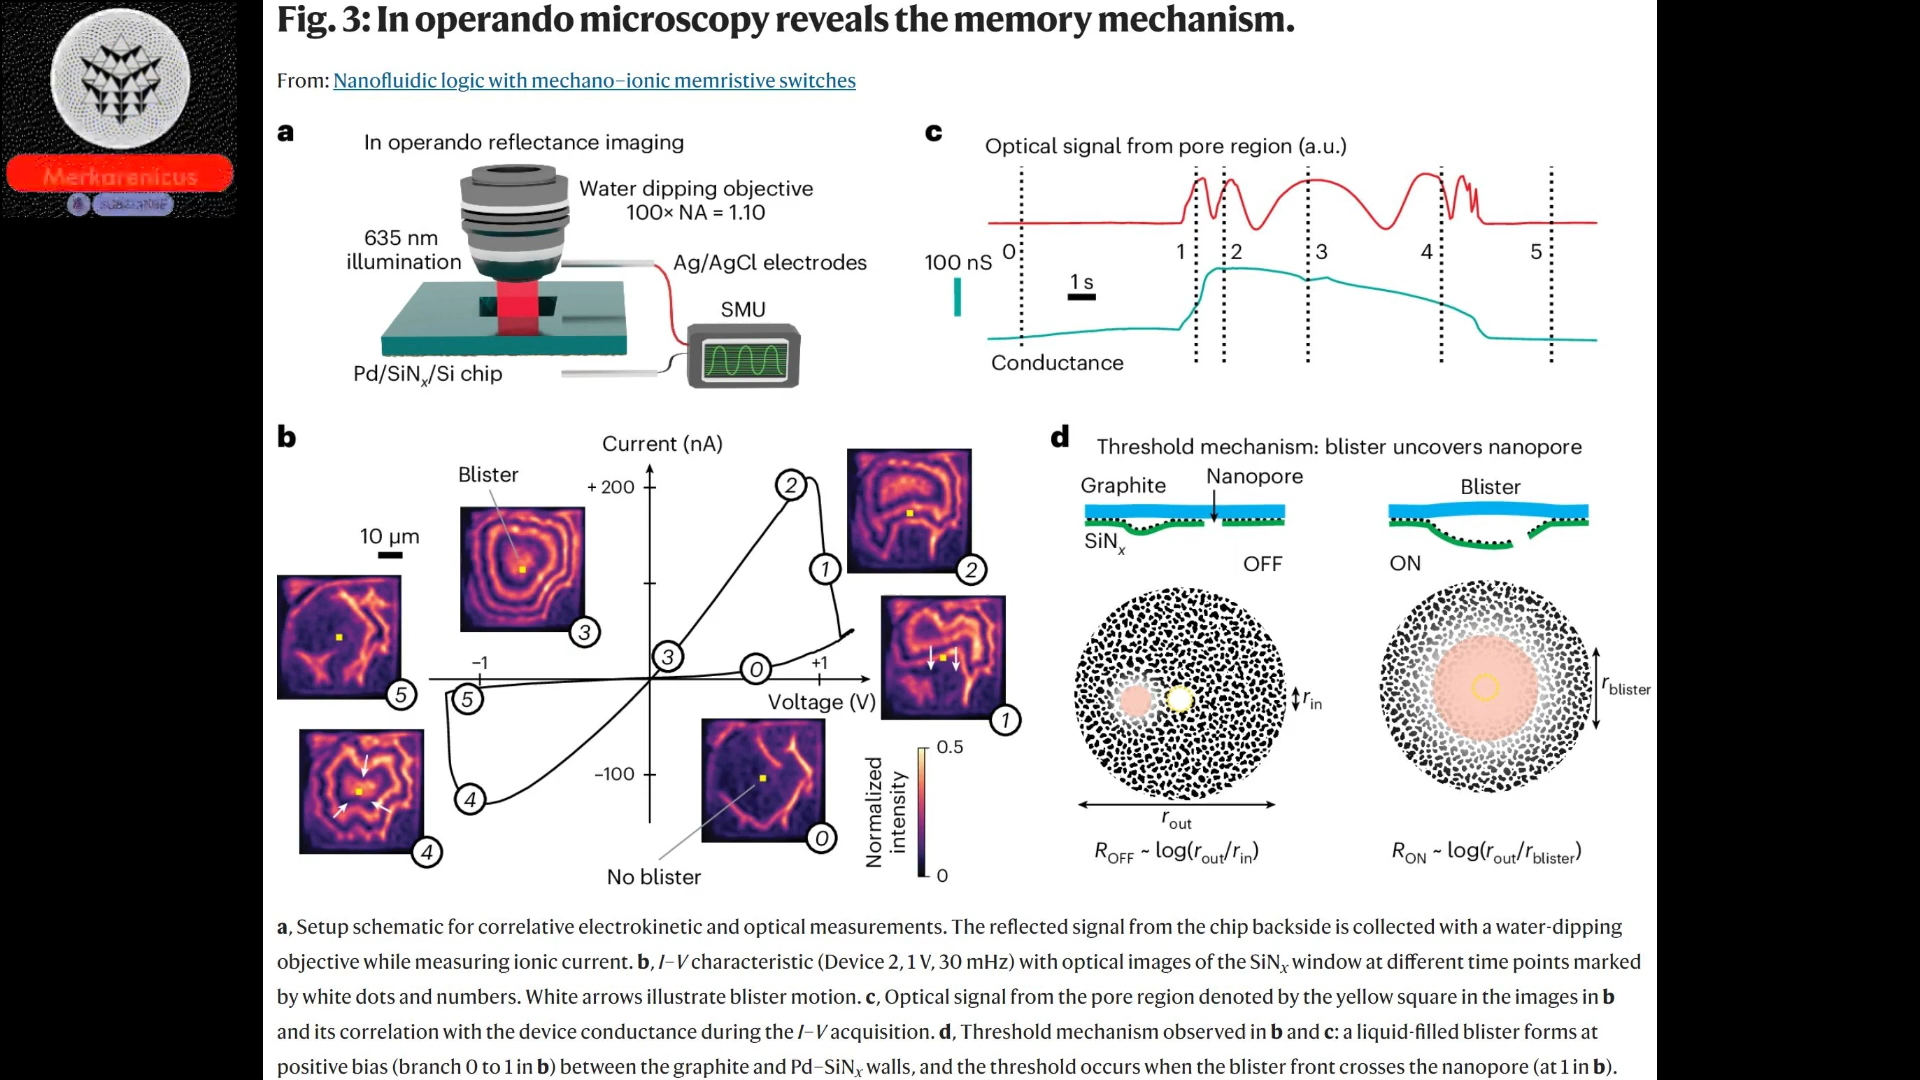 Merkarenicus
SUBSCRIBE
Fig. 3: In operando microscopy reveals the memory mechanism.
From: Nanofluidic logic with mechano–ionic memristive switches
a
In operando reflectance imaging
Water dipping objective
100× NA = 1.10
635 nm
illumination
Ag/AgCl electrodes
SMU
Pd/SiNx/Si chip
c
Optical signal from pore region (a.u.)
0 1 2 3 4 5
100 nS
1 s
Conductance
b
Current (nA)
Blister
+ 200
2
2
10 µm
1
3
3
0
–1
+1
5
5
Voltage (V)
1
–100
4
4
0
No blister
Normalized
intensity
0.5
0
d
Threshold mechanism: blister uncovers nanopore
Graphite
Nanopore
Blister
SiNx
OFF
ON
rin
rblister
rout
ROFF ~ log(rout/rin)
RON ~ log(rout/rblister)
a, Setup schematic for correlative electrokinetic and optical measurements. The reflected signal from the chip backside is collected with a water-dipping
objective while measuring ionic current. b, I–V characteristic (Device 2, 1 V, 30 mHz) with optical images of the SiNx window at different time points marked
by white dots and numbers. White arrows illustrate blister motion. c, Optical signal from the pore region denoted by the yellow square in the images in b
and its correlation with the device conductance during the I–V acquisition. d, Threshold mechanism observed in b and c: a liquid-filled blister forms at
positive bias (branch 0 to 1 in b) between the graphite and Pd–SiNx walls, and the threshold occurs when the blister front crosses the nanopore (at 1 in b).